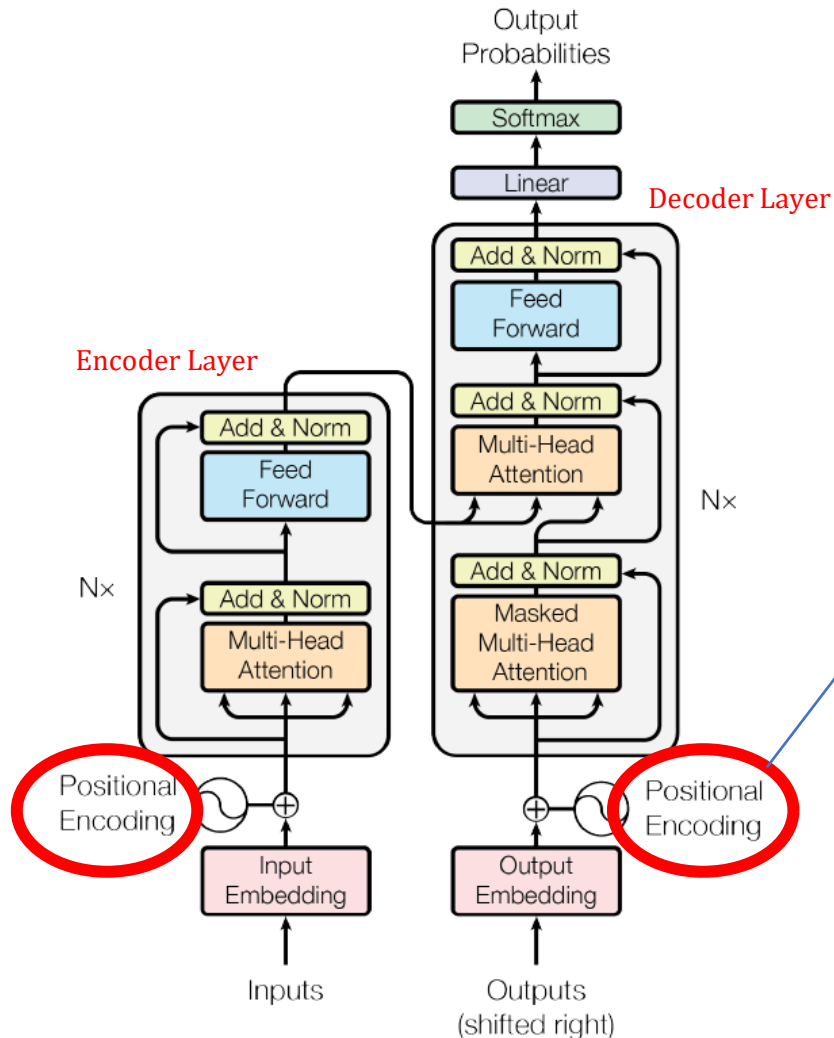 Output
Probabilities
Softmax
Linear
Decoder Layer
Add & Norm
Feed
Forward
Add & Norm
Multi-Head
Attention
N×
Add & Norm
Masked
Multi-Head
Attention
Encoder Layer
Add & Norm
Feed
Forward
N×
Add & Norm
Multi-Head
Attention
Positional
Encoding
Positional
Encoding
Input
Embedding
Output
Embedding
Inputs
Outputs
(shifted right)